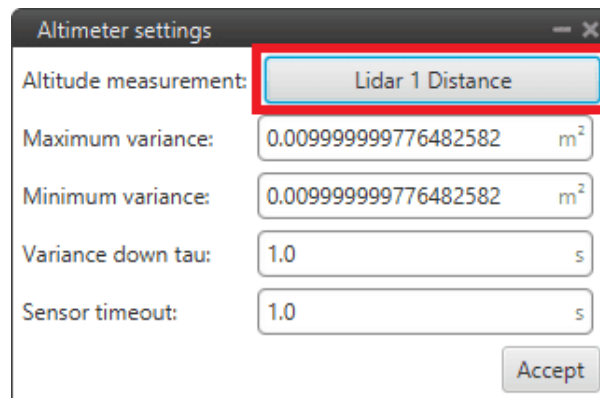 Altimeter settings
Altitude measurement: Lidar 1 Distance
Maximum variance: 0.009999999776482582 m²
Minimum variance: 0.009999999776482582 m²
Variance down tau: 1.0 s
Sensor timeout: 1.0 s
Accept